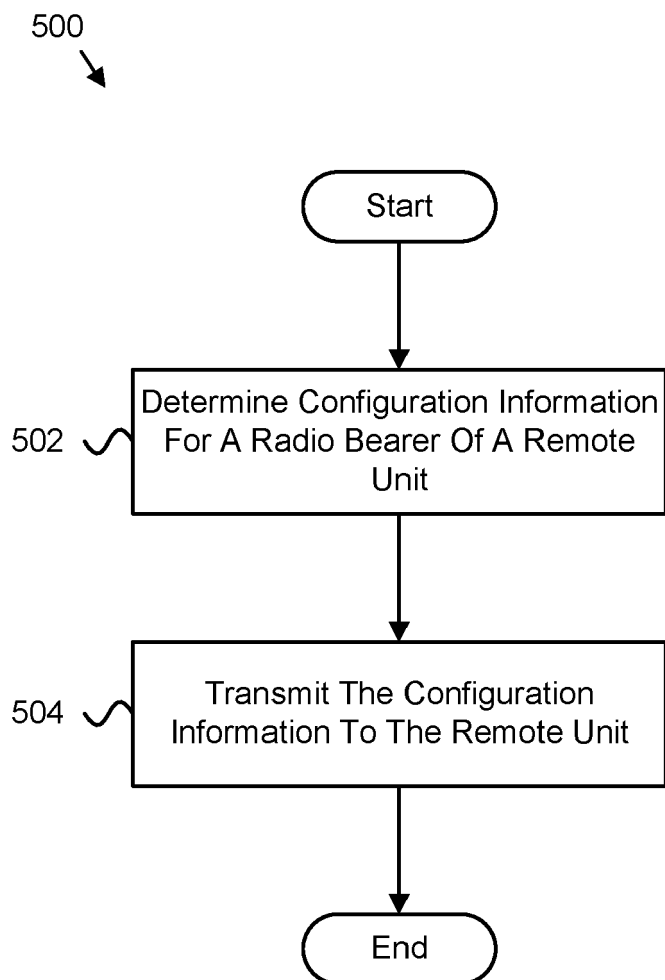 500
Start
502
Determine Configuration Information
For A Radio Bearer Of A Remote
Unit
504
Transmit The Configuration
Information To The Remote Unit
End